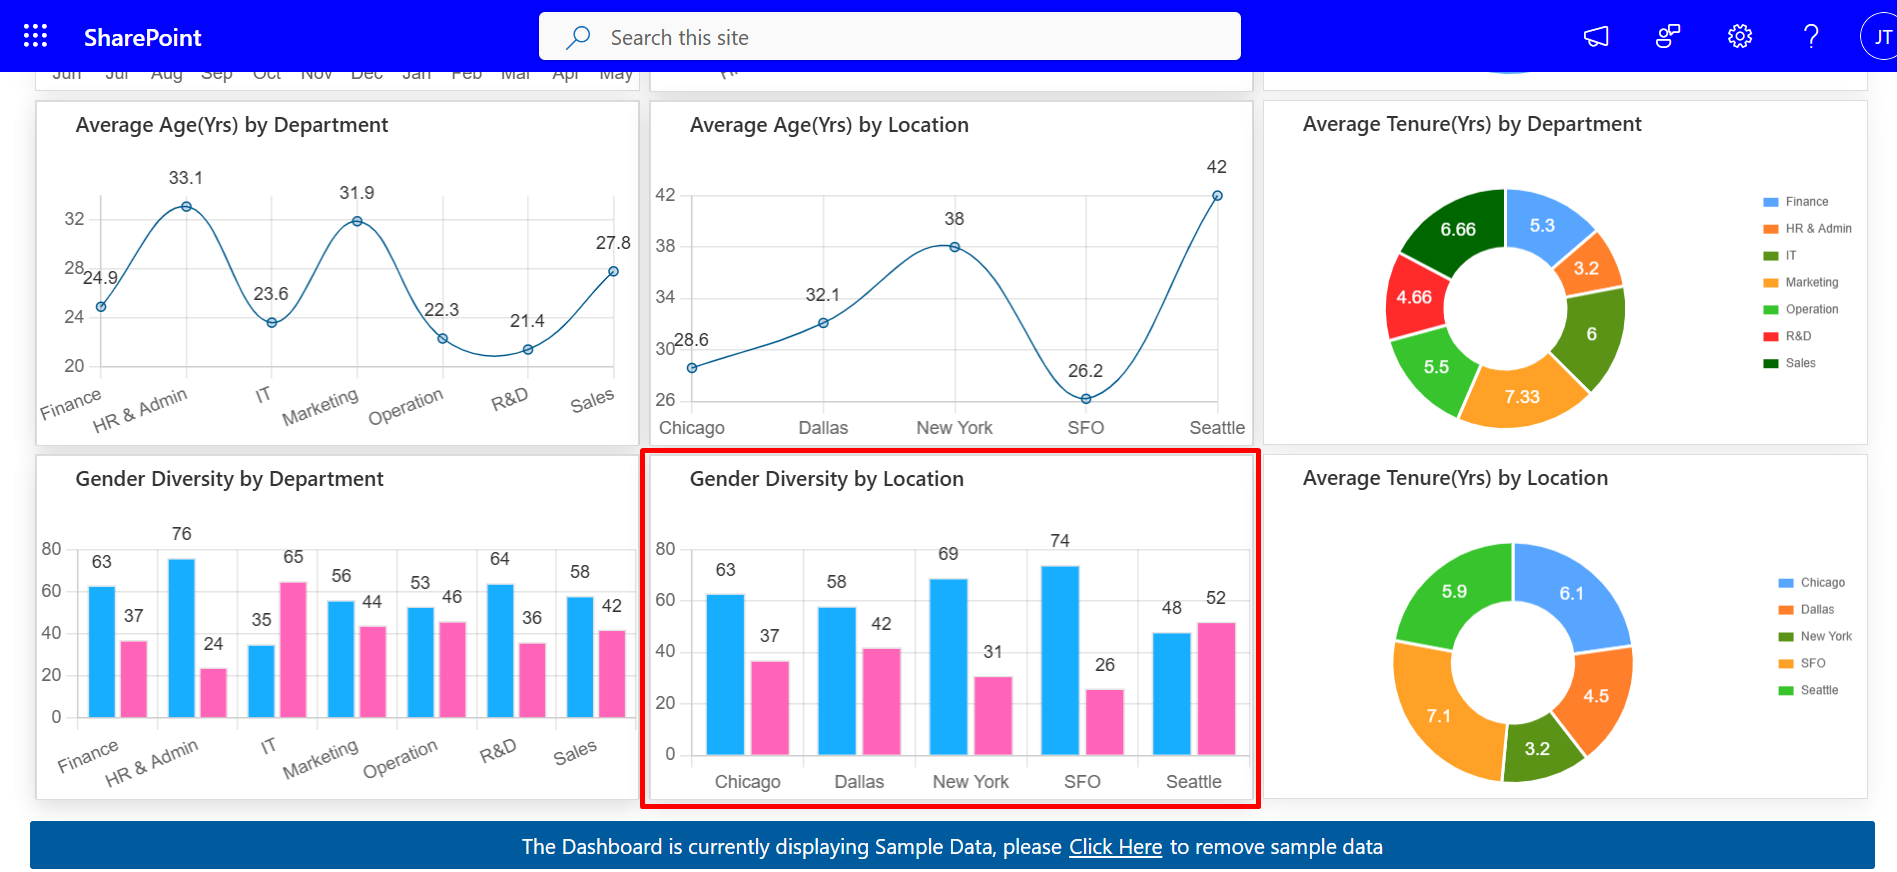 SharePoint
Search this site
JT
Jun Jul Aug Sep Oct Nov Dec Jan Feb Mar Apr May
Average Age(Yrs) by Department
33.1
31.9
32
27.8
28
24.9
23.6
24
22.3
21.4
20
Finance HR & Admin IT Marketing Operation R&D Sales
Average Age(Yrs) by Location
42
42
38
38
34
32.1
30
28.6
26.2
26
Chicago Dallas New York SFO Seattle
Average Tenure(Yrs) by Department
6.66
5.3
3.2
4.66
6
5.5
7.33
Finance
HR & Admin
IT
Marketing
Operation
R&D
Sales
Gender Diversity by Department
80
60
40
20
0
63 37 76 24 35 65 56 44 53 46 64 36 58 42
Finance HR & Admin IT Marketing Operation R&D Sales
Gender Diversity by Location
80
60
40
20
0
63 37 58 42 69 31 74 26 48 52
Chicago Dallas New York SFO Seattle
Average Tenure(Yrs) by Location
5.9
6.1
4.5
7.1
3.2
Chicago
Dallas
New York
SFO
Seattle
The Dashboard is currently displaying Sample Data, please Click Here to remove sample data